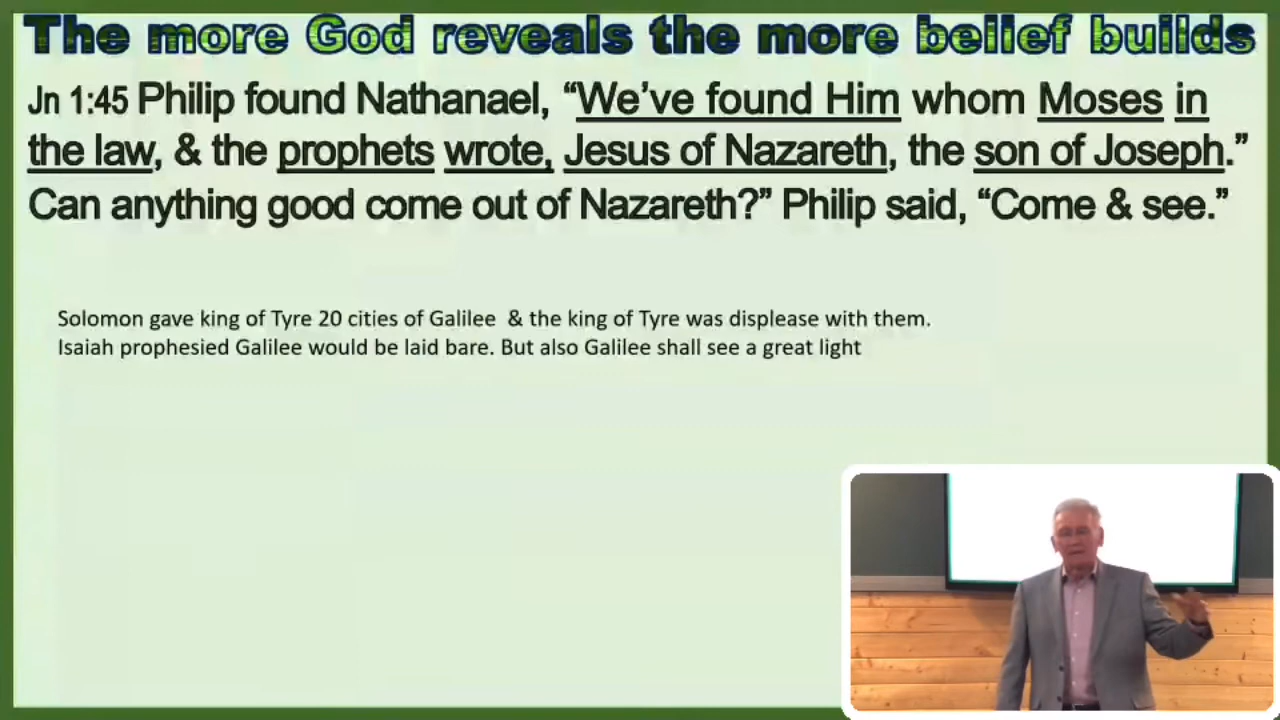 The more God reveals the more belief builds
Jn 1:45 Philip found Nathanael, “We’ve found Him whom Moses in
the law, & the prophets wrote, Jesus of Nazareth, the son of Joseph.”
Can anything good come out of Nazareth?” Philip said, “Come & see.”
Solomon gave king of Tyre 20 cities of Galilee & the king of Tyre was displease with them.
Isaiah prophesied Galilee would be laid bare. But also Galilee shall see a great light